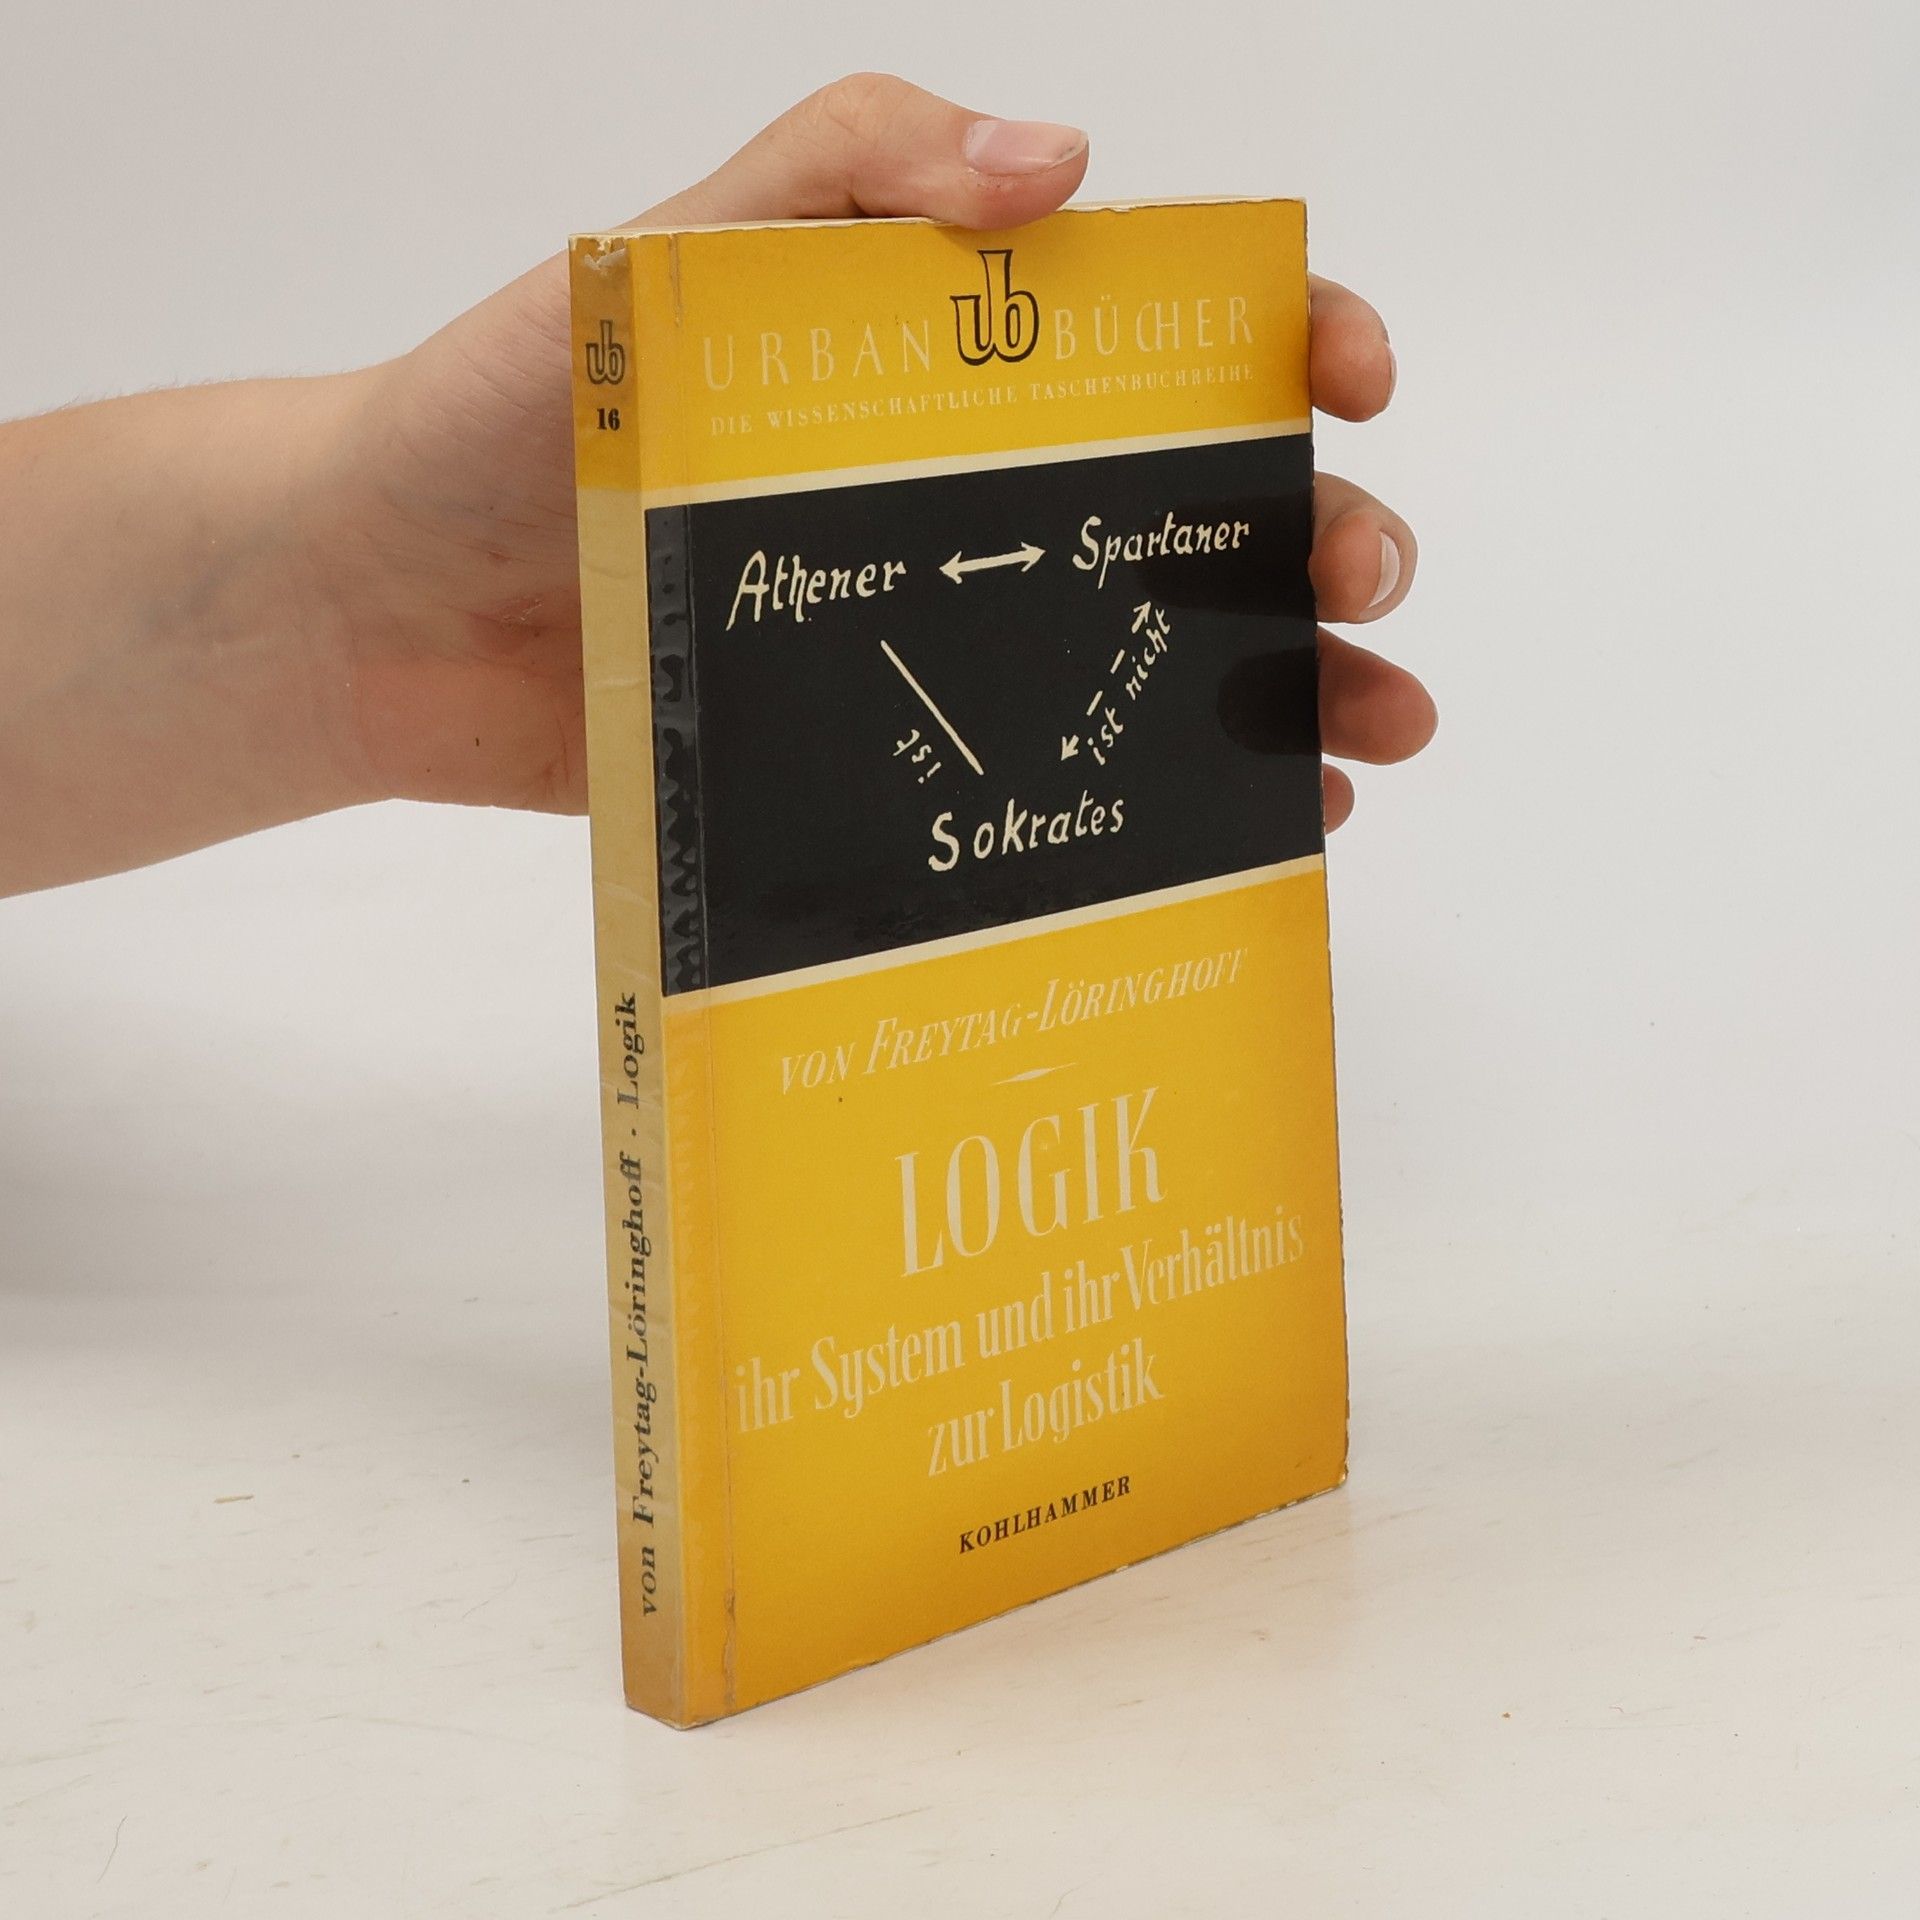 ub
16
von Freytag-Löringhoff · Logik
URBAN ub BÜCHER
DIE WISSENSCHAFTLICHE TASCHENBUCHREIHE
Athener Spartaner
ist ist nicht
Sokrates
VON FREYTAG-LÖRINGHOFF
LOGIK
ihr System und ihr Verhältnis
zur Logistik
KOHLHAMMER